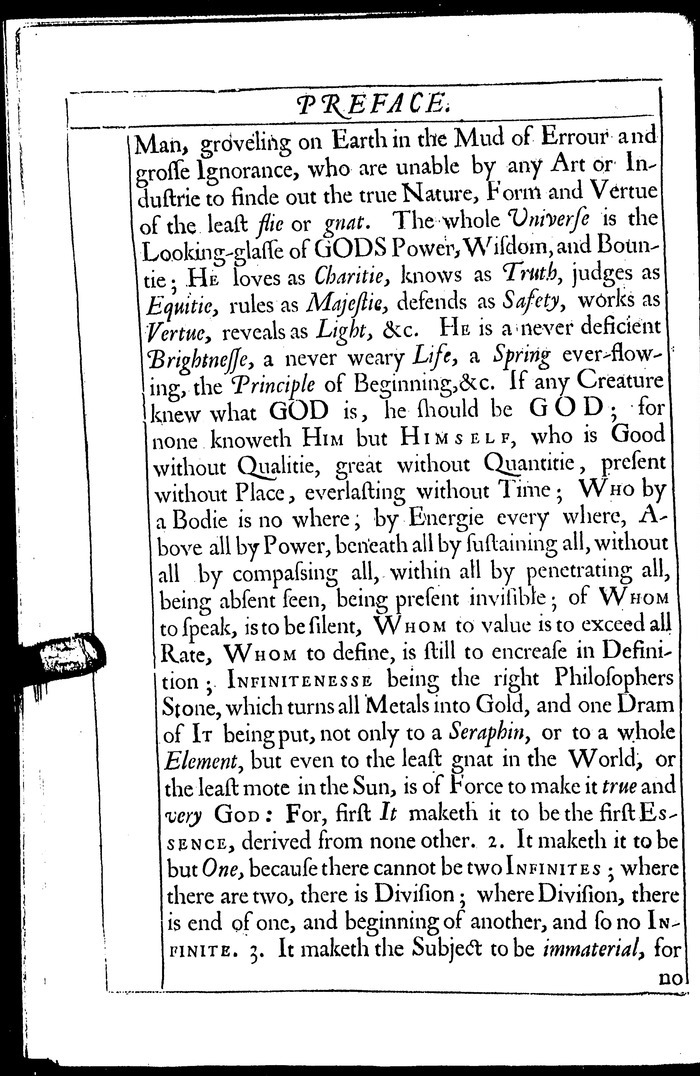 PREFACE.
Man, groveling on Earth in the Mud of Errour and
groſſe Ignorance, who are unable by any Art or In-
duſtrie to finde out the true Nature, Form and Vertue
of the leaſt flie or gnat. The whole Univerſe is the
Looking-glaſſe of GODS Power, Wiſdom, and Boun-
tie; HE loves as Charitie, knows as Truth, judges as
Equitie, rules as Majeſtie, defends as Safety, works as
Vertue, reveals as Light, &c. HE is a never deficient
Brightneſſe, a never weary Life, a Spring ever-flow-
ing, the Principle of Beginning,&c. If any Creature
knew what GOD is, he ſhould be GOD; for
none knoweth HIM but HIMSELF, who is Good
without Qualitie, great without Quantitie, preſent
without Place, everlaſting without Time; WHO by
a Bodie is no where; by Energie every where, A-
bove all by Power, beneath all by ſuſtaining all, without
all by compaſsing all, within all by penetrating all,
being abſent ſeen, being preſent inviſible; of WHOM
to ſpeak, is to be ſilent, WHOM to value is to exceed all
Rate, WHOM to define, is ſtill to encreaſe in Defini-
tion; INFINITENESSE being the right Philoſophers
Stone, which turns all Metals into Gold, and one Dram
of IT being put, not only to a Seraphin, or to a whole
Element, but even to the leaſt gnat in the World, or
the leaſt mote in the Sun, is of Force to make it true and
very GOD: For, firſt It maketh it to be the firſt Es-
SENCE, derived from none other. 2. It maketh it to be
but One, becauſe there cannot be two INFINITES; where
there are two, there is Diviſion; where Diviſion, there
is end of one, and beginning of another, and ſo no IN-
FINITE. 3. It maketh the Subject to be immaterial, for
no